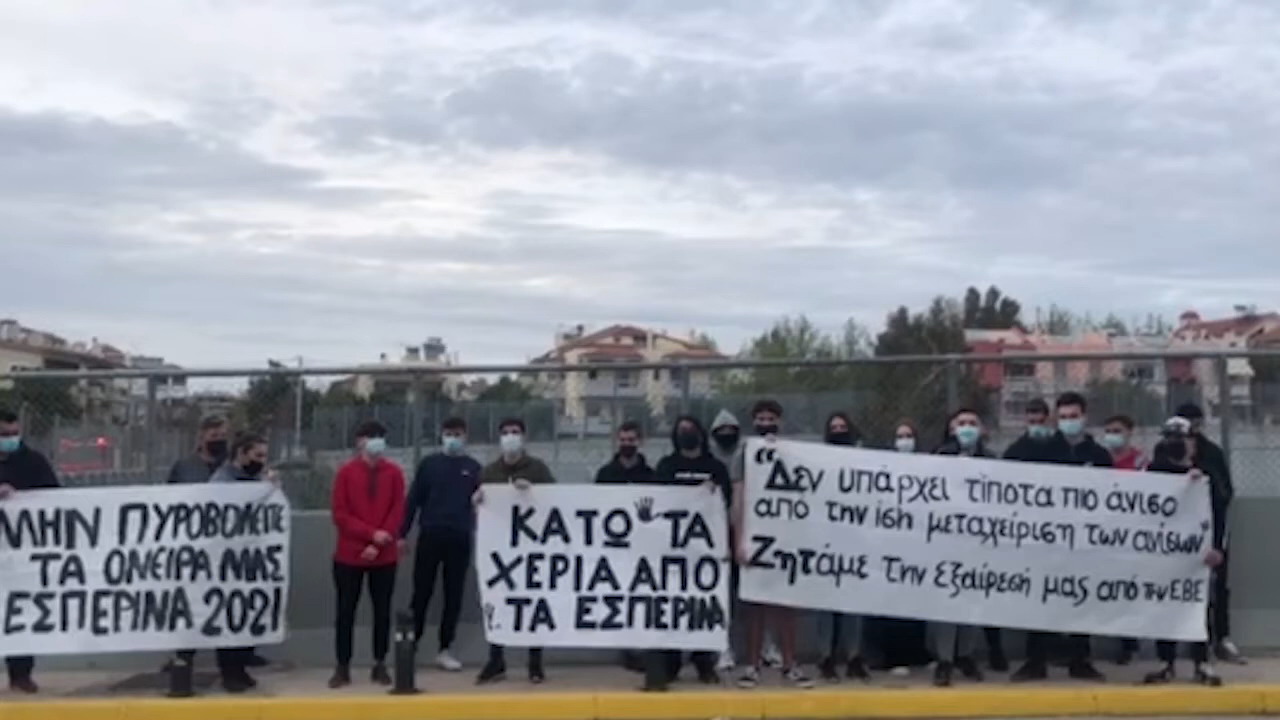 ΜΗΝ ΠΥΡΟΒΟΛΕΙΤΕ
ΤΑ ΟΝΕΙΡΑ ΜΑΣ
ΕΣΠΕΡΙΝΑ 2021
ΚΑΤΩ ΤΑ
ΧΕΡΙΑ ΑΠΟ
ΤΑ ΕΣΠΕΡΙΝΑ
"Δεν υπάρχει τίποτα πιο άνισο
από την ίση μεταχείριση των ανίσων"
Ζητάμε την εξαίρεσή μας από την ΕΒΕ